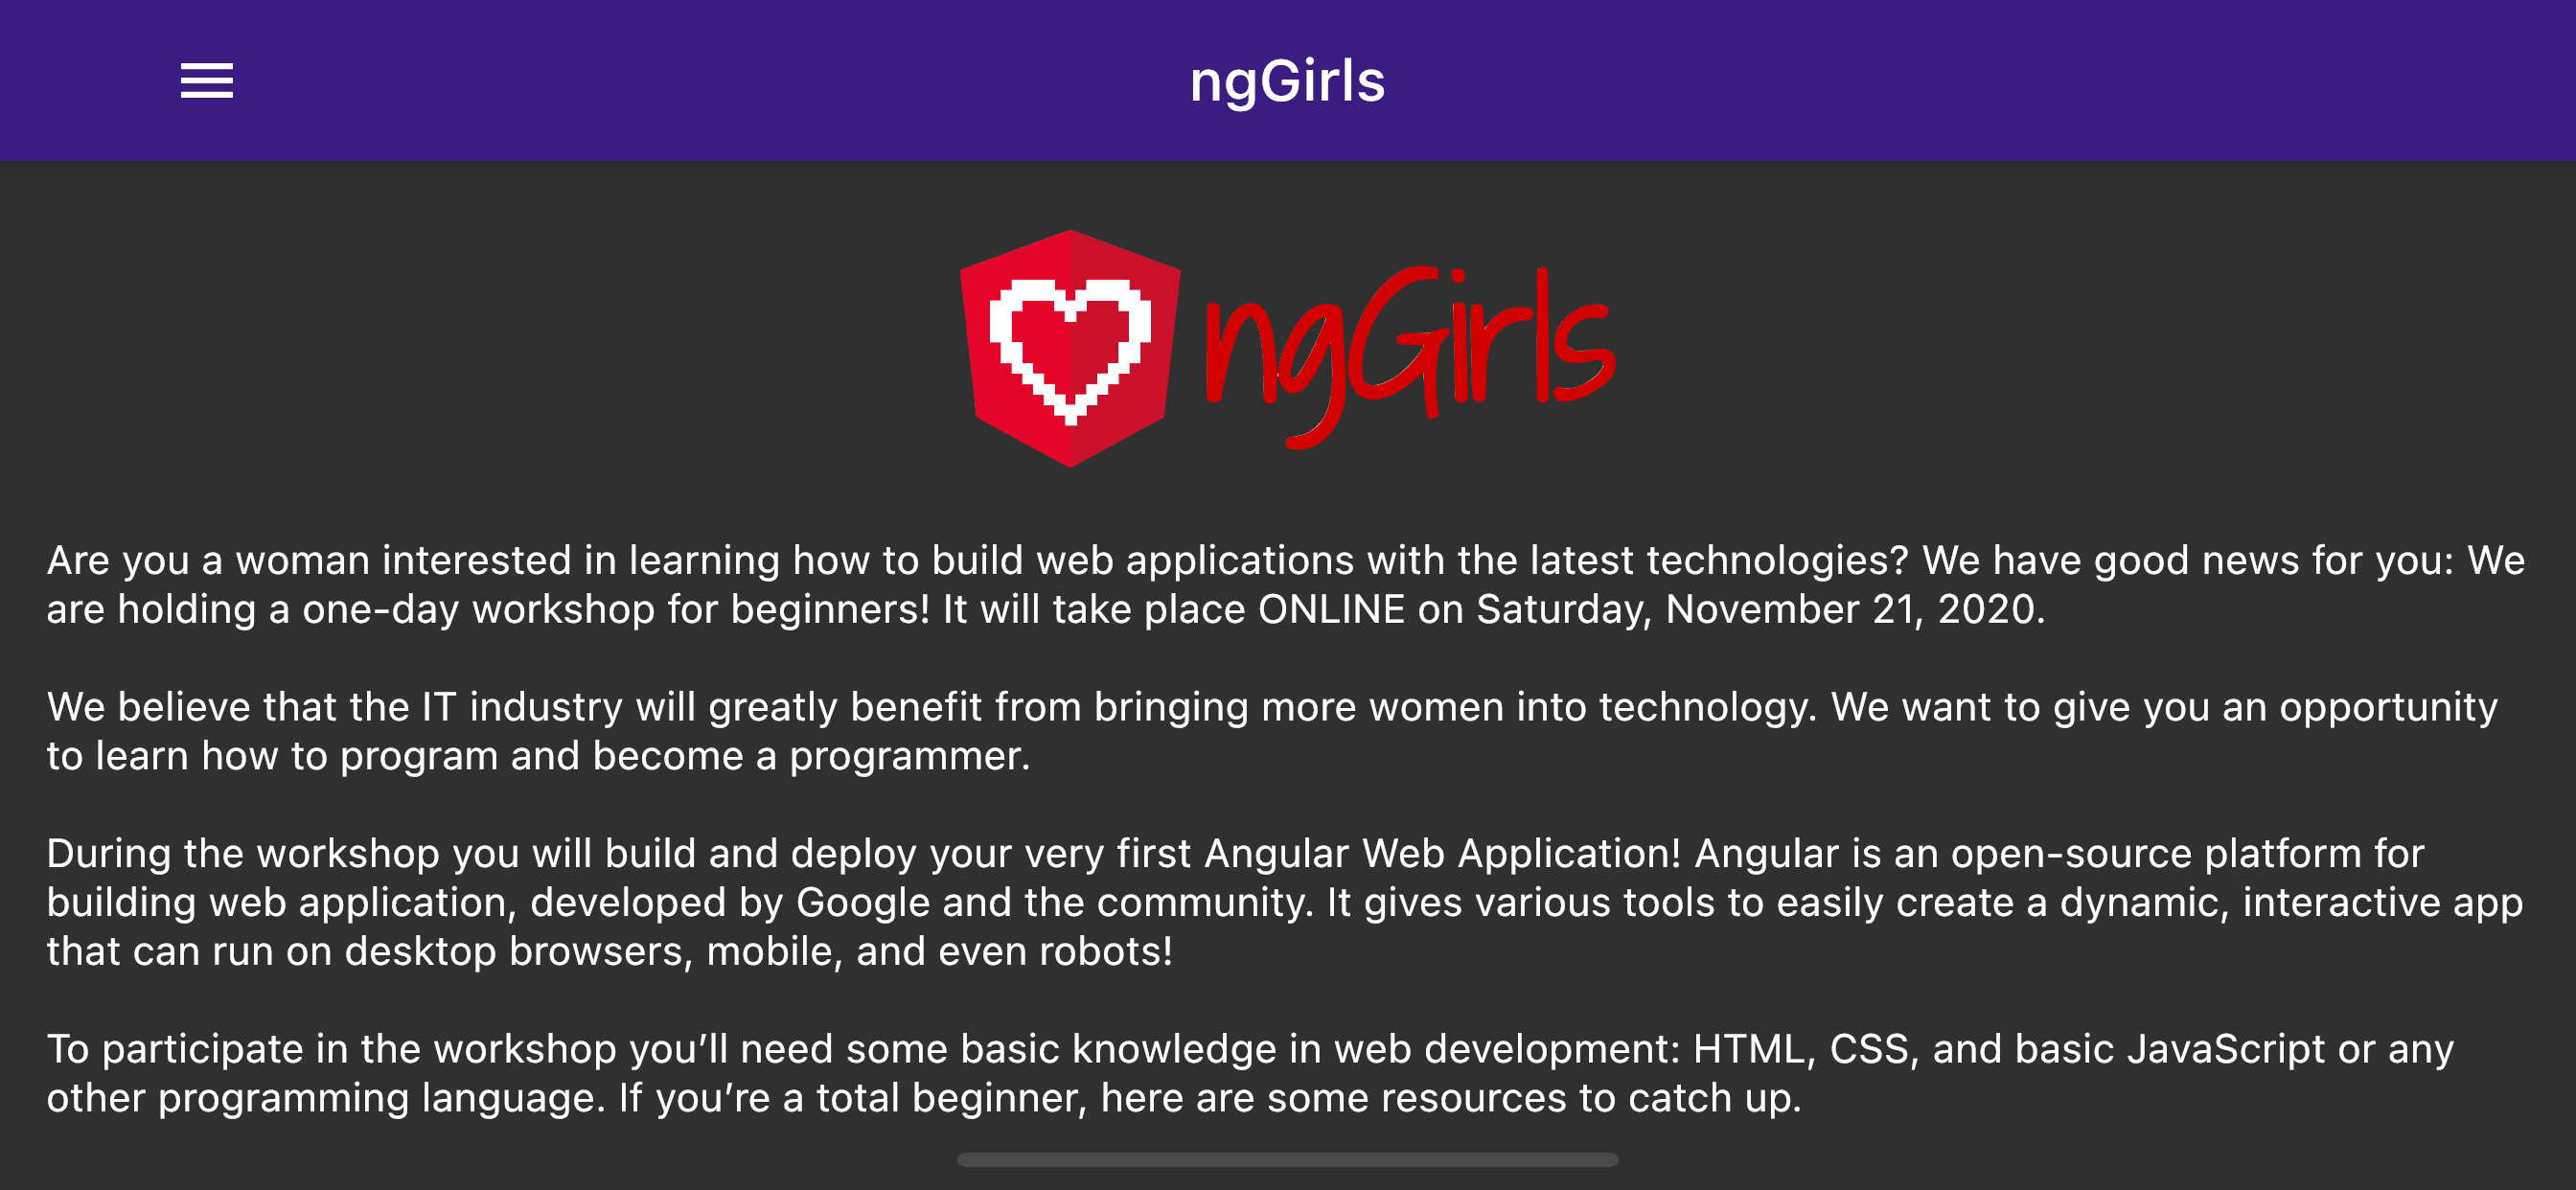 ngGirls
ngGirls
Are you a woman interested in learning how to build web applications with the latest technologies? We have good news for you: We
are holding a one-day workshop for beginners! It will take place ONLINE on Saturday, November 21, 2020.
We believe that the IT industry will greatly benefit from bringing more women into technology. We want to give you an opportunity
to learn how to program and become a programmer.
During the workshop you will build and deploy your very first Angular Web Application! Angular is an open-source platform for
building web application, developed by Google and the community. It gives various tools to easily create a dynamic, interactive app
that can run on desktop browsers, mobile, and even robots!
To participate in the workshop you’ll need some basic knowledge in web development: HTML, CSS, and basic JavaScript or any
other programming language. If you’re a total beginner, here are some resources to catch up.